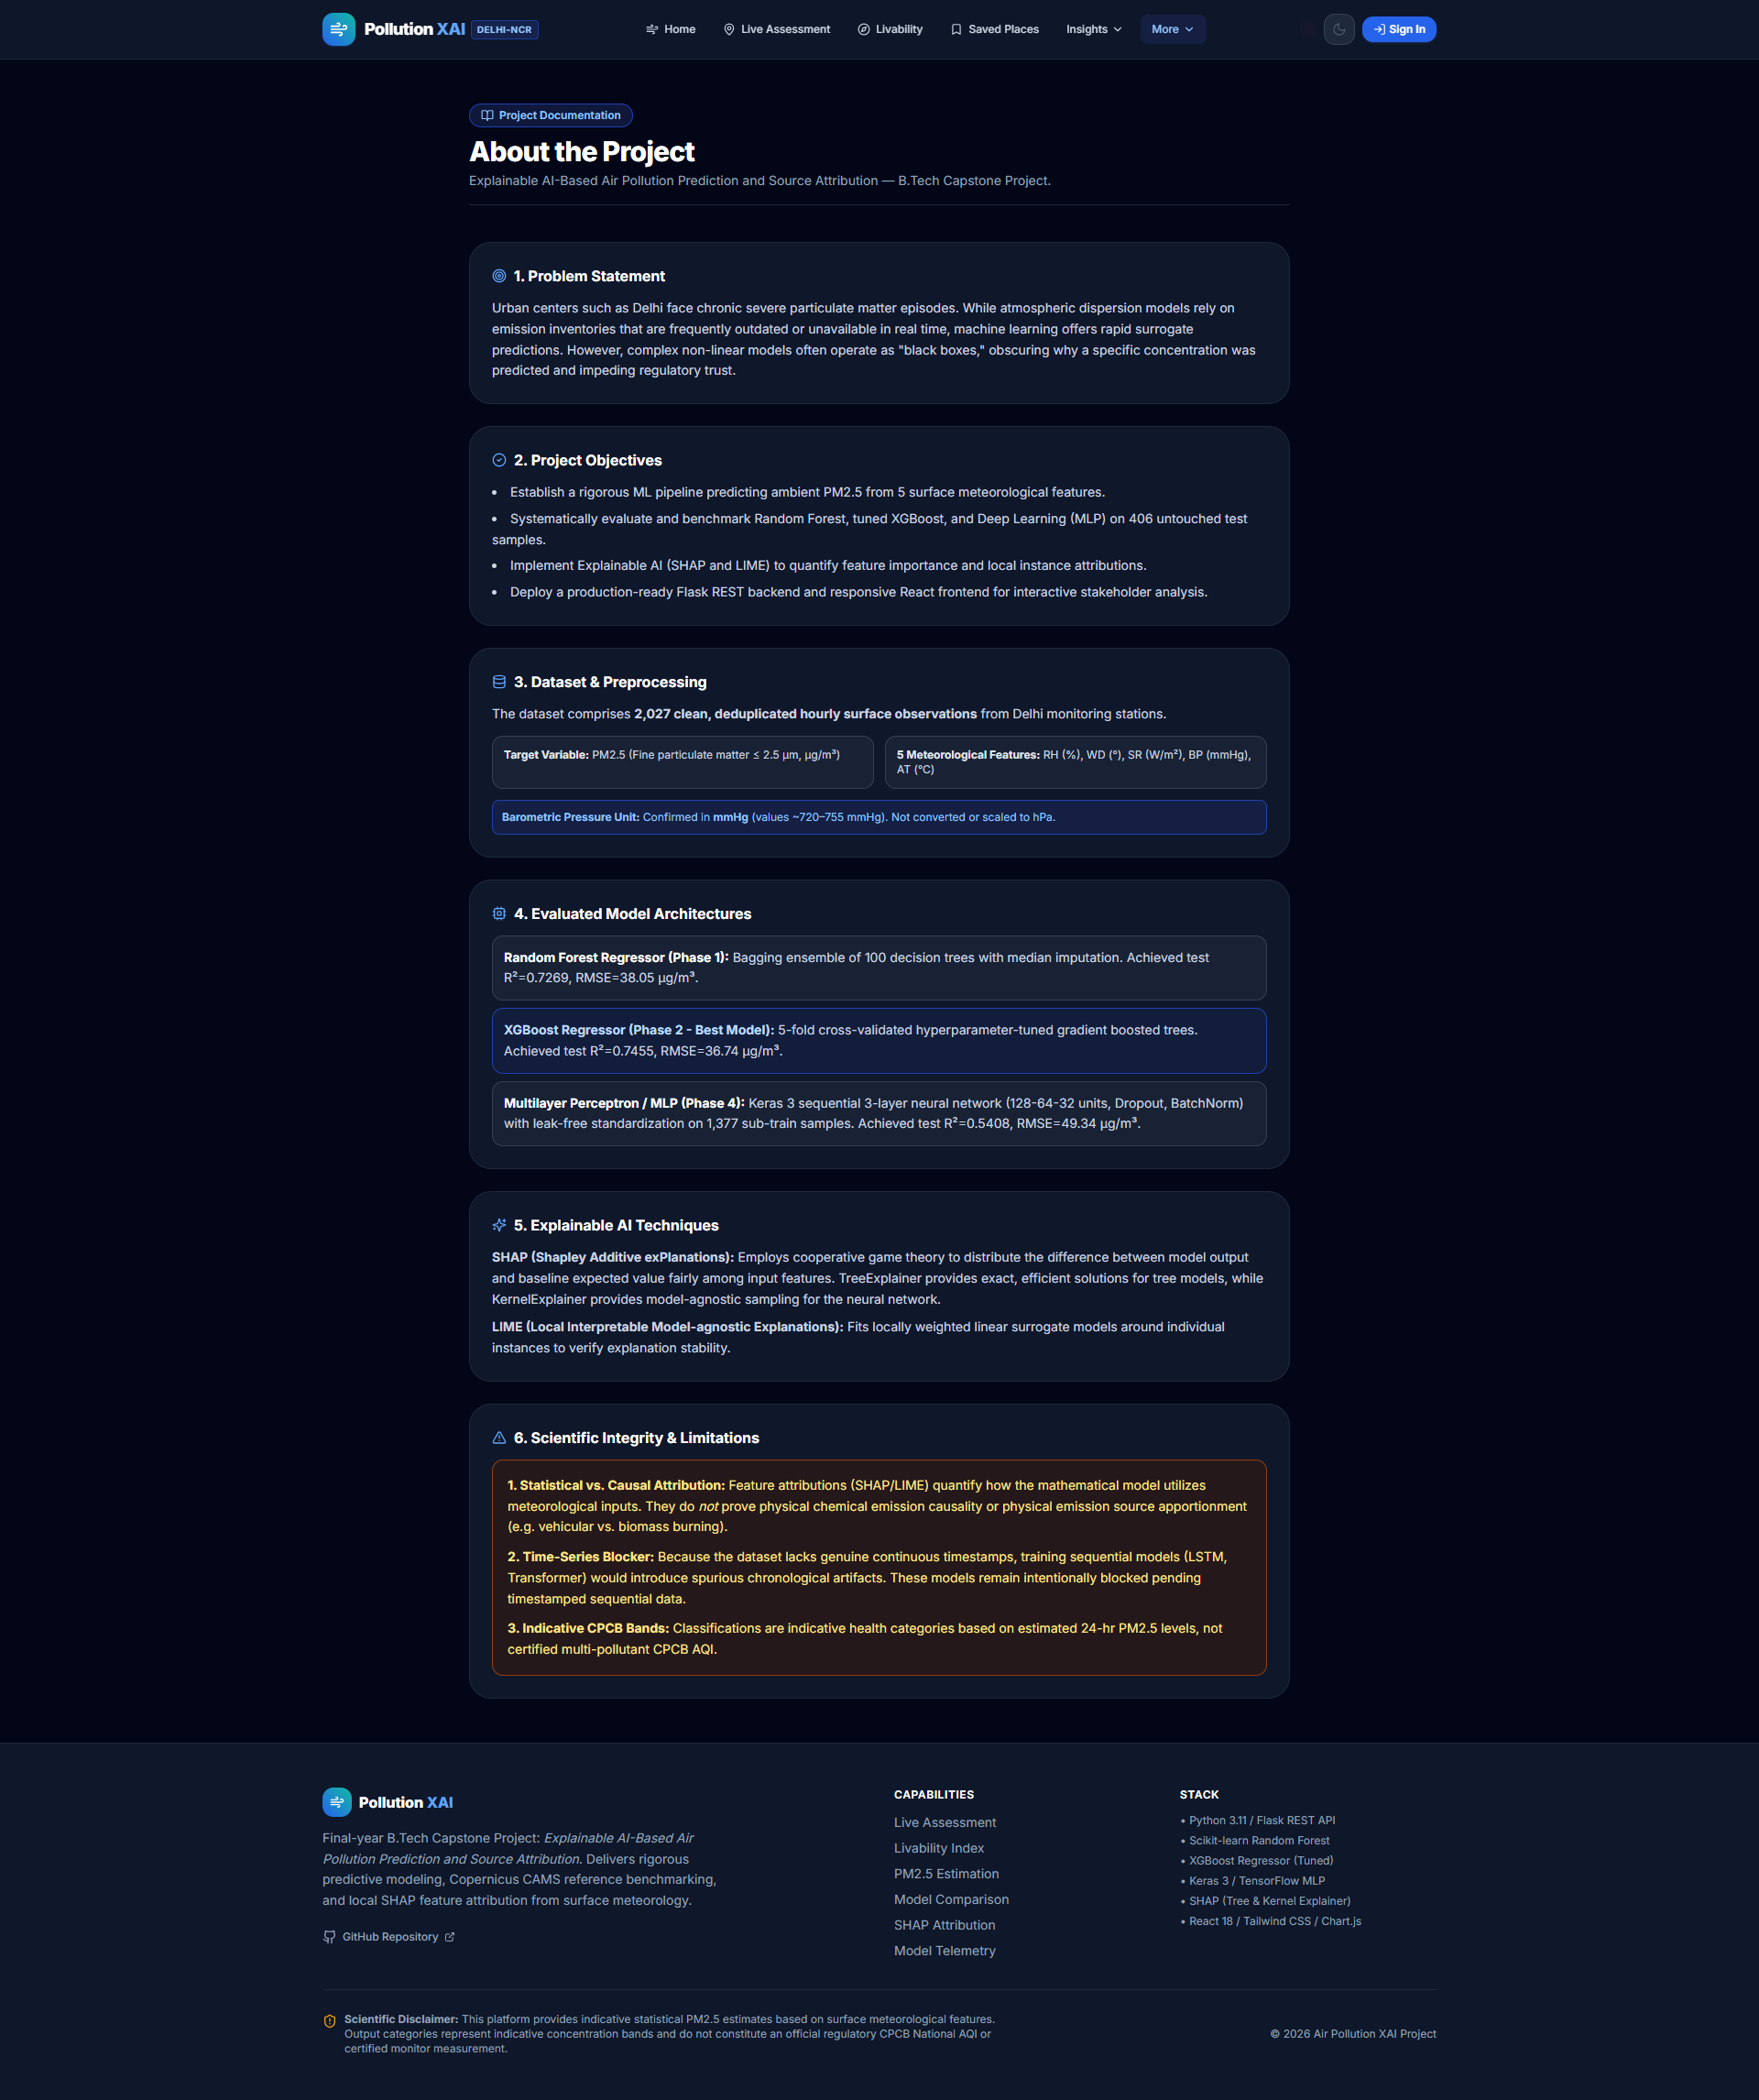 Pollution XAI DELHI-NCR
Home
Live Assessment
Livability
Saved Places
Insights
More
Sign In
Project Documentation
About the Project
Explainable AI-Based Air Pollution Prediction and Source Attribution — B.Tech Capstone Project.
1. Problem Statement
Urban centers such as Delhi face chronic severe particulate matter episodes. While atmospheric dispersion models rely on
emission inventories that are frequently outdated or unavailable in real time, machine learning offers rapid surrogate
predictions. However, complex non-linear models often operate as "black boxes," obscuring why a specific concentration was
predicted and impeding regulatory trust.
2. Project Objectives
• Establish a rigorous ML pipeline predicting ambient PM2.5 from 5 surface meteorological features.
• Systematically evaluate and benchmark Random Forest, tuned XGBoost, and Deep Learning (MLP) on 406 untouched test
samples.
• Implement Explainable AI (SHAP and LIME) to quantify feature importance and local instance attributions.
• Deploy a production-ready Flask REST backend and responsive React frontend for interactive stakeholder analysis.
3. Dataset & Preprocessing
The dataset comprises 2,027 clean, deduplicated hourly surface observations from Delhi monitoring stations.
Target Variable: PM2.5 (Fine particulate matter ≤ 2.5 μm, μg/m³)
5 Meteorological Features: RH (%), WD (°), SR (W/m²), BP (mmHg),
AT (°C)
Barometric Pressure Unit: Confirmed in mmHg (values ~720–755 mmHg). Not converted or scaled to hPa.
4. Evaluated Model Architectures
Random Forest Regressor (Phase 1): Bagging ensemble of 100 decision trees with median imputation. Achieved test
R²=0.7269, RMSE=38.05 μg/m³.
XGBoost Regressor (Phase 2 - Best Model): 5-fold cross-validated hyperparameter-tuned gradient boosted trees.
Achieved test R²=0.7455, RMSE=36.74 μg/m³.
Multilayer Perceptron / MLP (Phase 4): Keras 3 sequential 3-layer neural network (128-64-32 units, Dropout, BatchNorm)
with leak-free standardization on 1,377 sub-train samples. Achieved test R²=0.5408, RMSE=49.34 μg/m³.
5. Explainable AI Techniques
SHAP (Shapley Additive exPlanations): Employs cooperative game theory to distribute the difference between model output
and baseline expected value fairly among input features. TreeExplainer provides exact, efficient solutions for tree models, while
KernelExplainer provides model-agnostic sampling for the neural network.
LIME (Local Interpretable Model-agnostic Explanations): Fits locally weighted linear surrogate models around individual
instances to verify explanation stability.
6. Scientific Integrity & Limitations
1. Statistical vs. Causal Attribution: Feature attributions (SHAP/LIME) quantify how the mathematical model utilizes
meteorological inputs. They do not prove physical chemical emission causality or physical emission source apportionment
(e.g. vehicular vs. biomass burning).
2. Time-Series Blocker: Because the dataset lacks genuine continuous timestamps, training sequential models (LSTM,
Transformer) would introduce spurious chronological artifacts. These models remain intentionally blocked pending
timestamped sequential data.
3. Indicative CPCB Bands: Classifications are indicative health categories based on estimated 24-hr PM2.5 levels, not
certified multi-pollutant CPCB AQI.
Pollution XAI
Final-year B.Tech Capstone Project: Explainable AI-Based Air
Pollution Prediction and Source Attribution. Delivers rigorous
predictive modeling, Copernicus CAMS reference benchmarking,
and local SHAP feature attribution from surface meteorology.
GitHub Repository
CAPABILITIES
Live Assessment
Livability Index
PM2.5 Estimation
Model Comparison
SHAP Attribution
Model Telemetry
STACK
• Python 3.11 / Flask REST API
• Scikit-learn Random Forest
• XGBoost Regressor (Tuned)
• Keras 3 / TensorFlow MLP
• SHAP (Tree & Kernel Explainer)
• React 18 / Tailwind CSS / Chart.js
Scientific Disclaimer: This platform provides indicative statistical PM2.5 estimates based on surface meteorological features.
Output categories represent indicative concentration bands and do not constitute an official regulatory CPCB National AQI or
certified monitor measurement.
© 2026 Air Pollution XAI Project